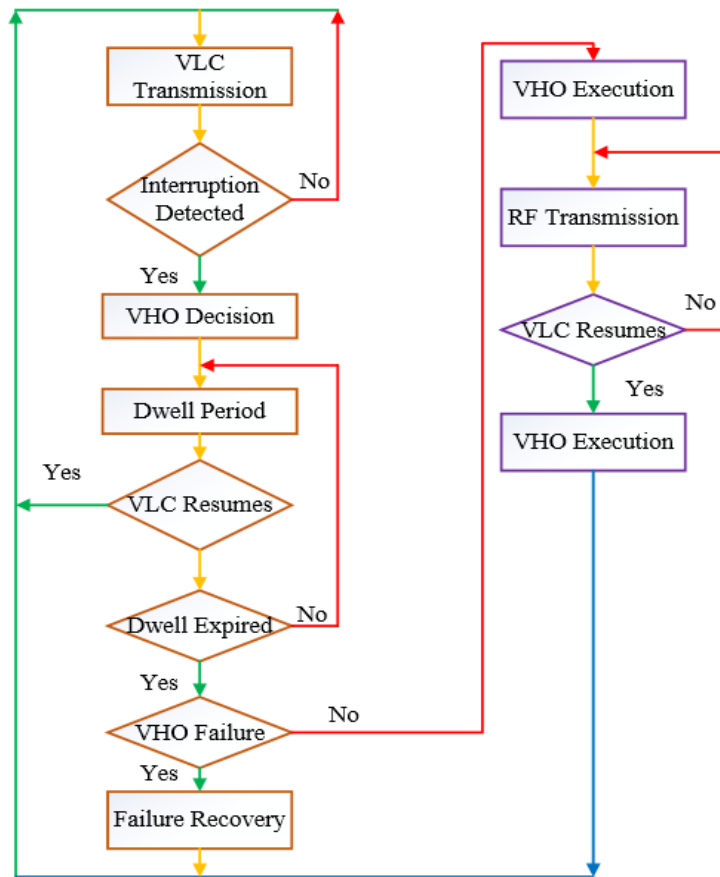 VLC
Transmission
Interruption
Detected
No
Yes
VHO Decision
Dwell Period
Yes
VLC Resumes
Dwell Expired
No
Yes
VHO Failure
No
Yes
Failure Recovery
VHO Execution
RF Transmission
VLC Resumes
No
Yes
VHO Execution